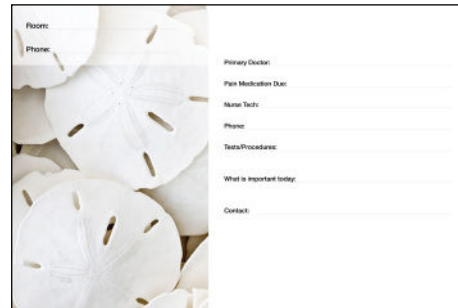 Room:
Phone:
Primary Doctor:
Pain Medication Due:
Nurse Tech:
Phone:
Tests/Procedures:
What is important today:
Contact: